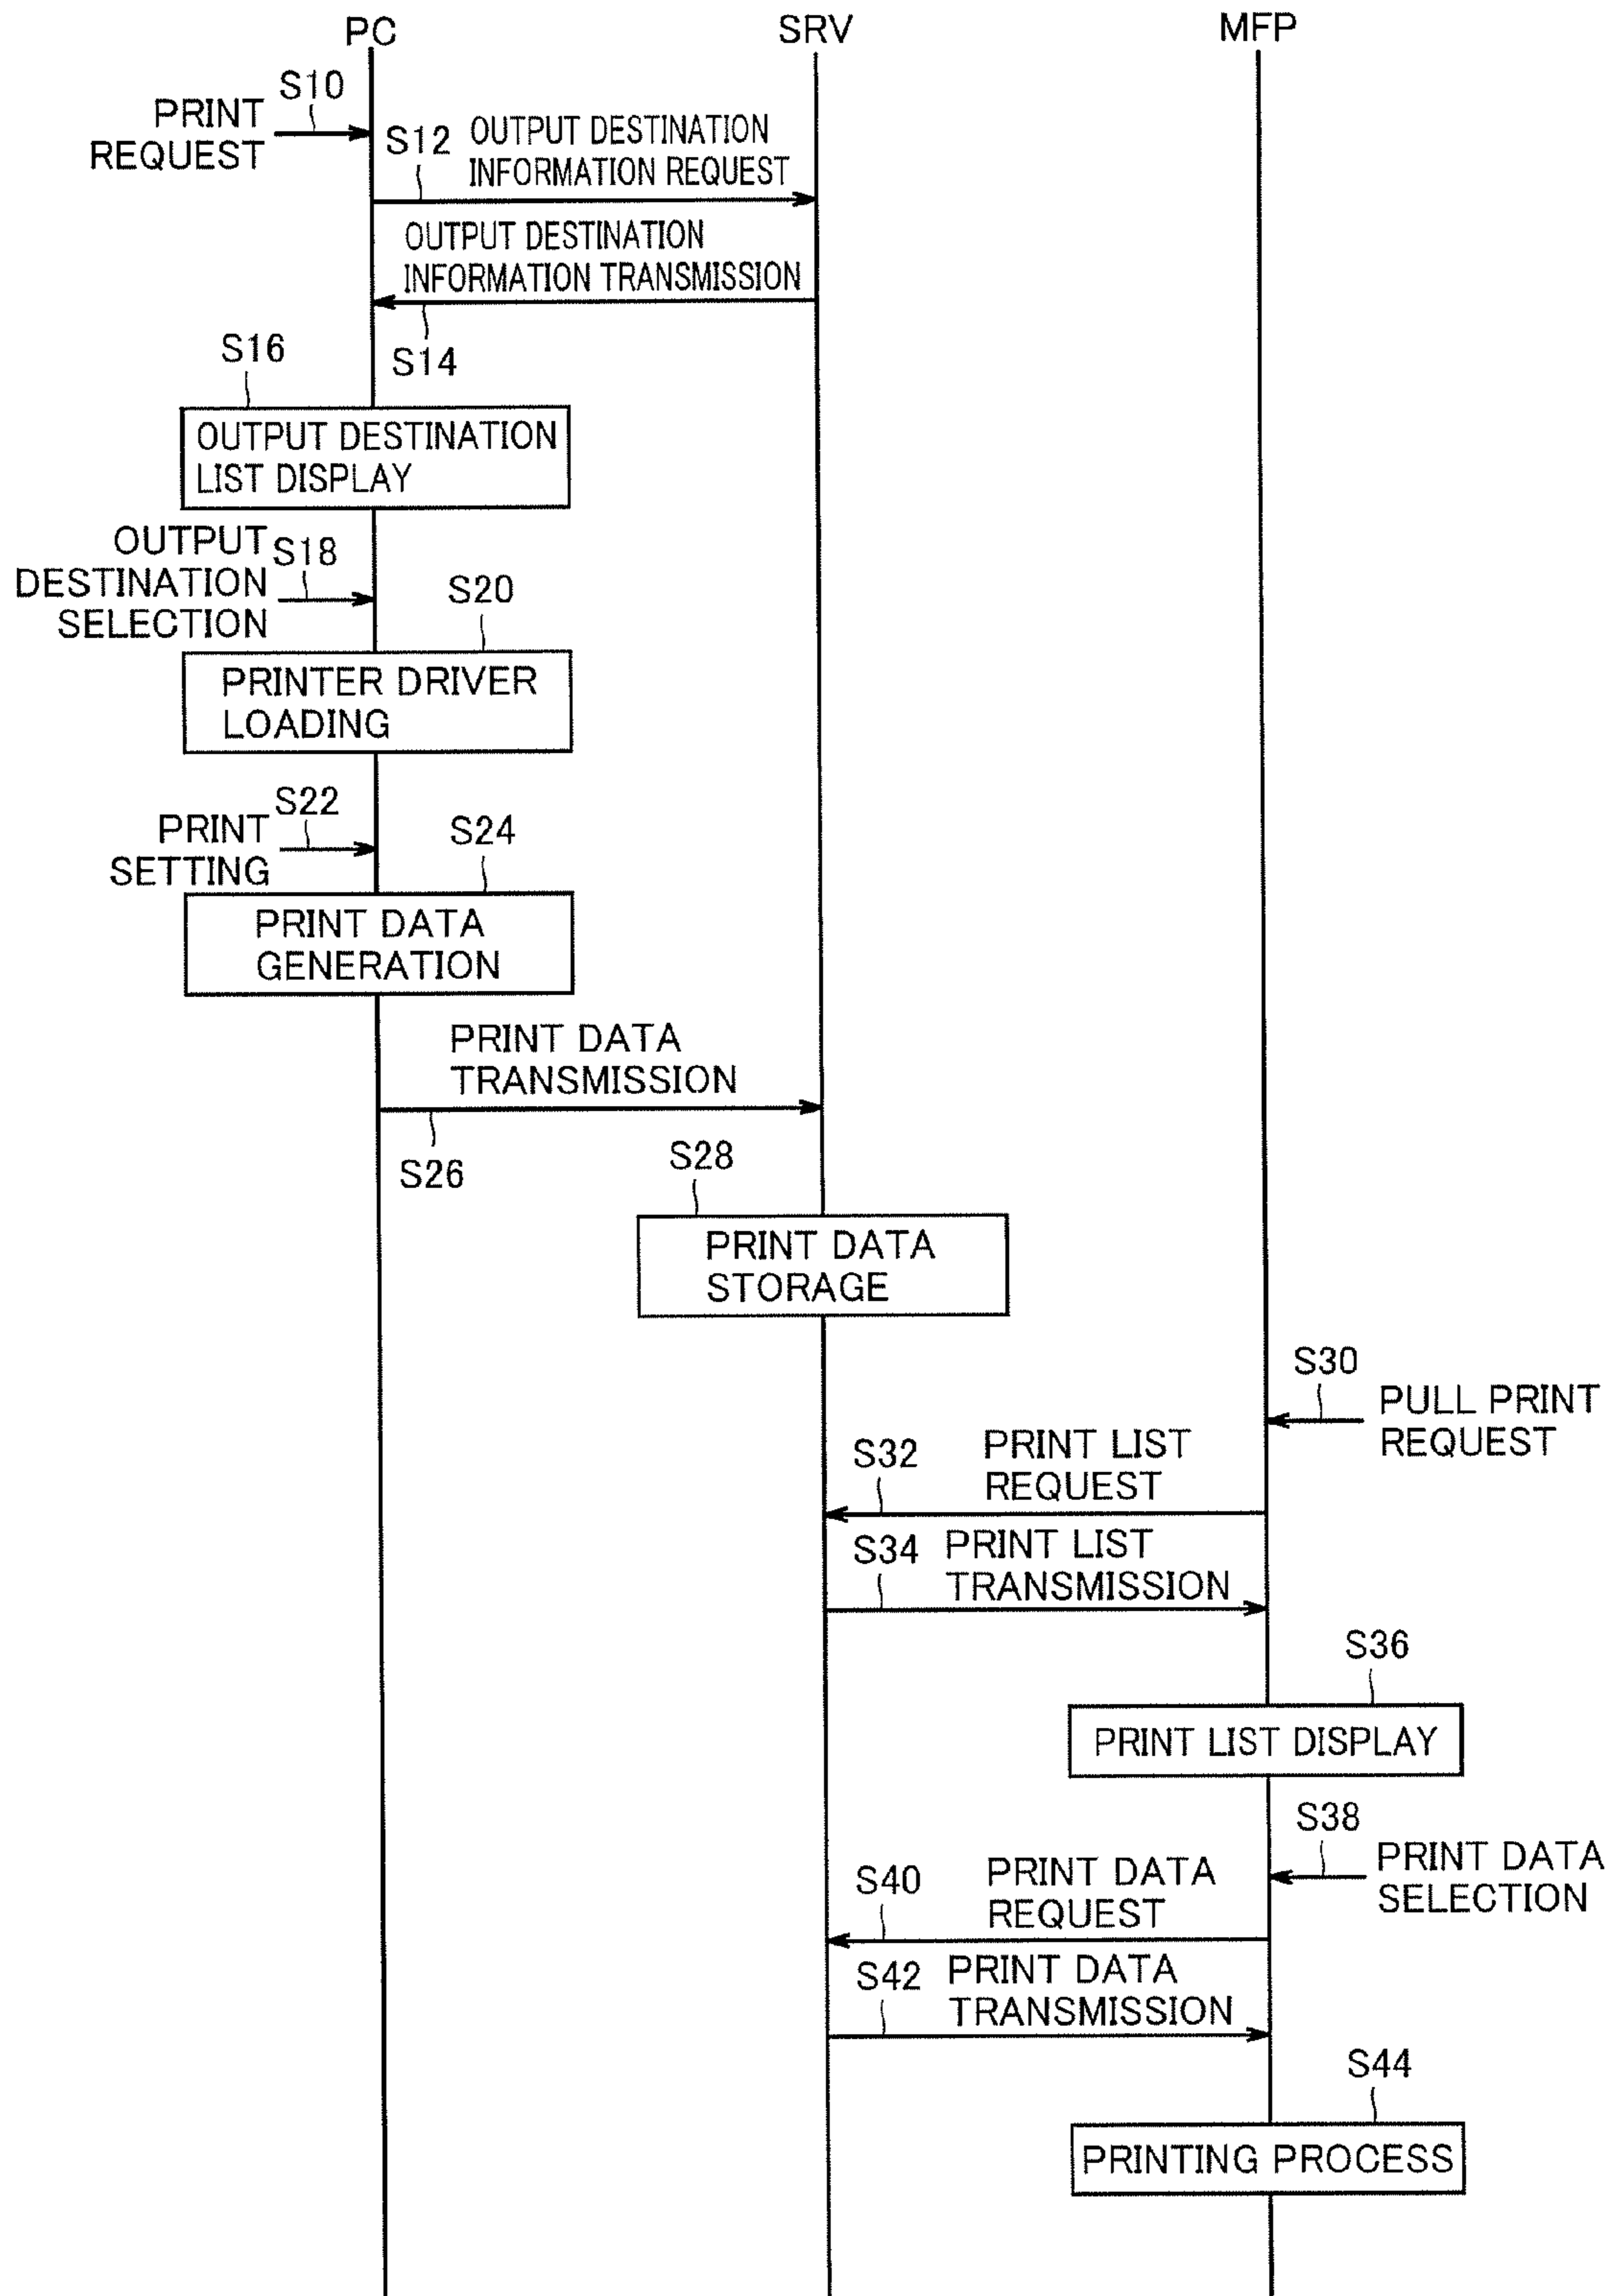 PC
SRV
MFP
S10
PRINT
REQUEST
S12
OUTPUT DESTINATION
INFORMATION REQUEST
OUTPUT DESTINATION
INFORMATION TRANSMISSION
S14
S16
OUTPUT DESTINATION
LIST DISPLAY
OUTPUT
DESTINATION
SELECTION
S18
S20
PRINTER DRIVER
LOADING
S22
PRINT
SETTING
S24
PRINT DATA
GENERATION
PRINT DATA
TRANSMISSION
S26
S28
PRINT DATA
STORAGE
S30
PULL PRINT
REQUEST
S32
PRINT LIST
REQUEST
S34
PRINT LIST
TRANSMISSION
S36
PRINT LIST DISPLAY
S38
PRINT DATA
SELECTION
S40
PRINT DATA
REQUEST
S42
PRINT DATA
TRANSMISSION
S44
PRINTING PROCESS